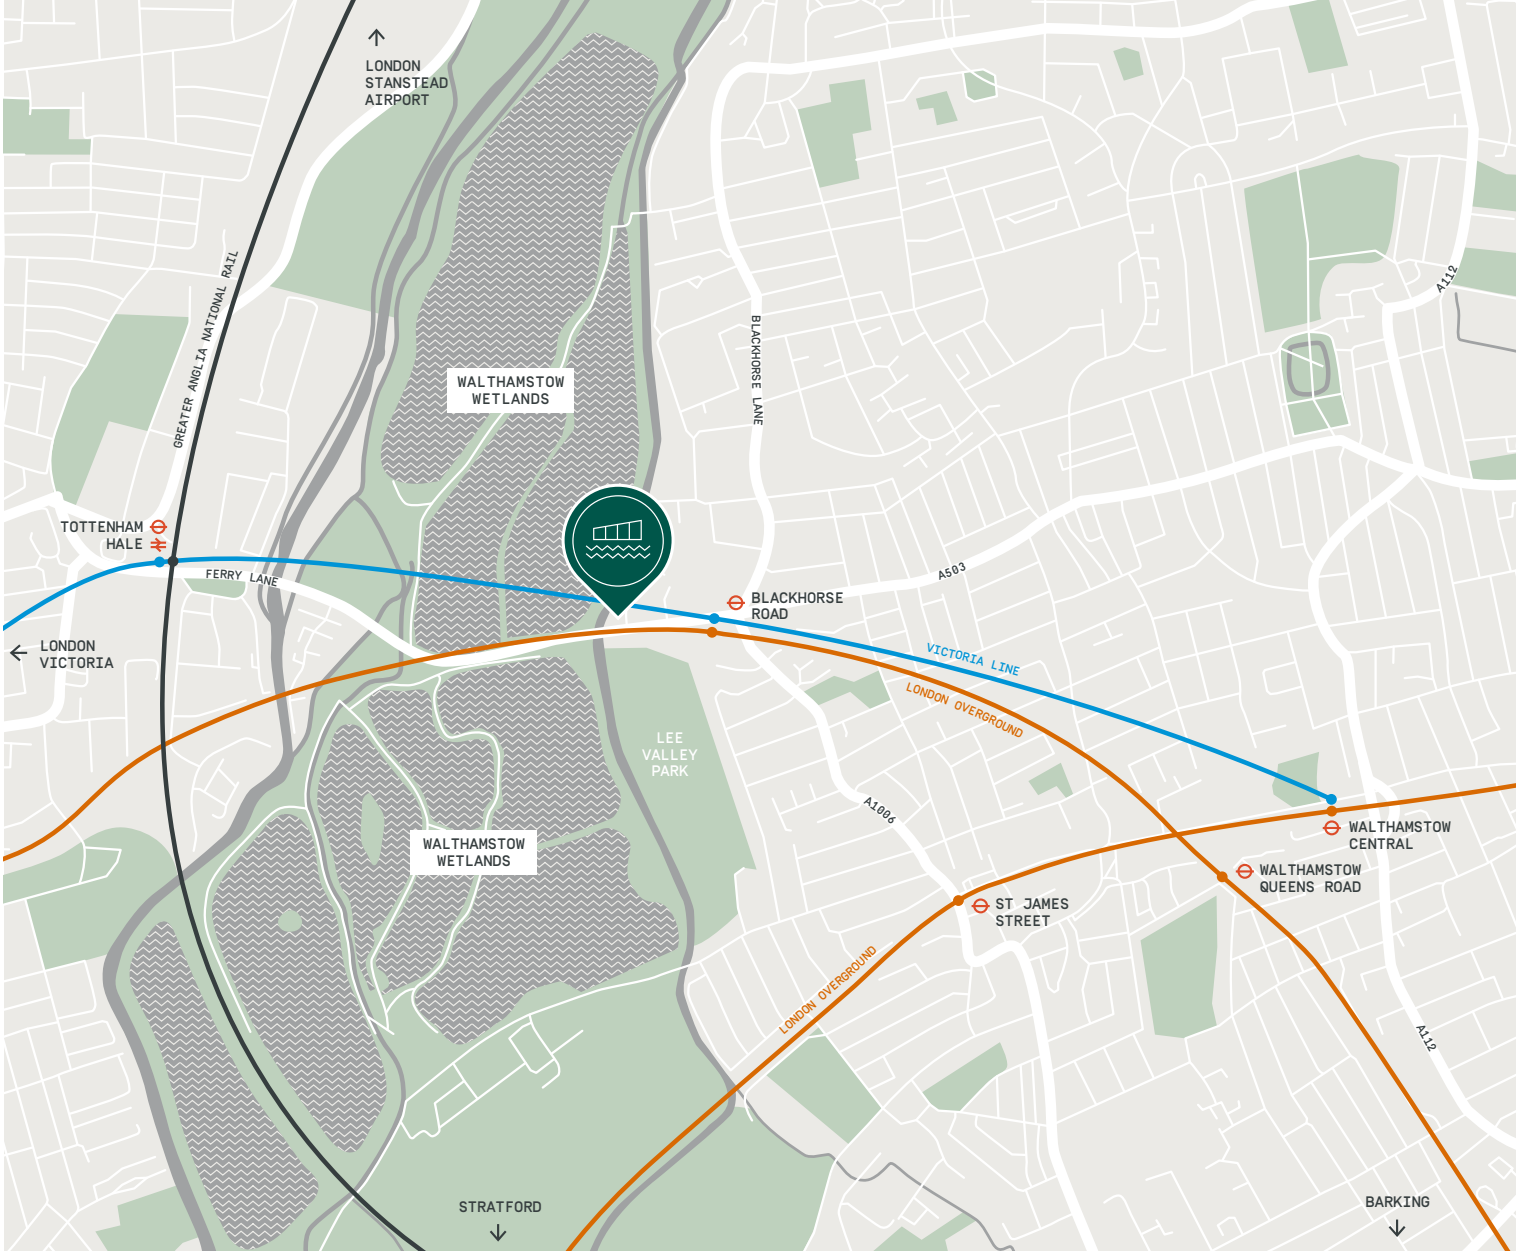 LONDON
STANSTEAD
AIRPORT
GREATER ANGLIA NATIONAL RAIL
A112
BLACKHORSE LANE
WALTHAMSTOW
WETLANDS
TOTTENHAM
HALE
FERRY LANE
A503
BLACKHORSE
ROAD
LONDON
VICTORIA
VICTORIA LINE
LONDON OVERGROUND
LEE
VALLEY
PARK
A1006
WALTHAMSTOW
WETLANDS
WALTHAMSTOW
CENTRAL
WALTHAMSTOW
QUEENS ROAD
ST JAMES
STREET
LONDON OVERGROUND
A112
STRATFORD
BARKING